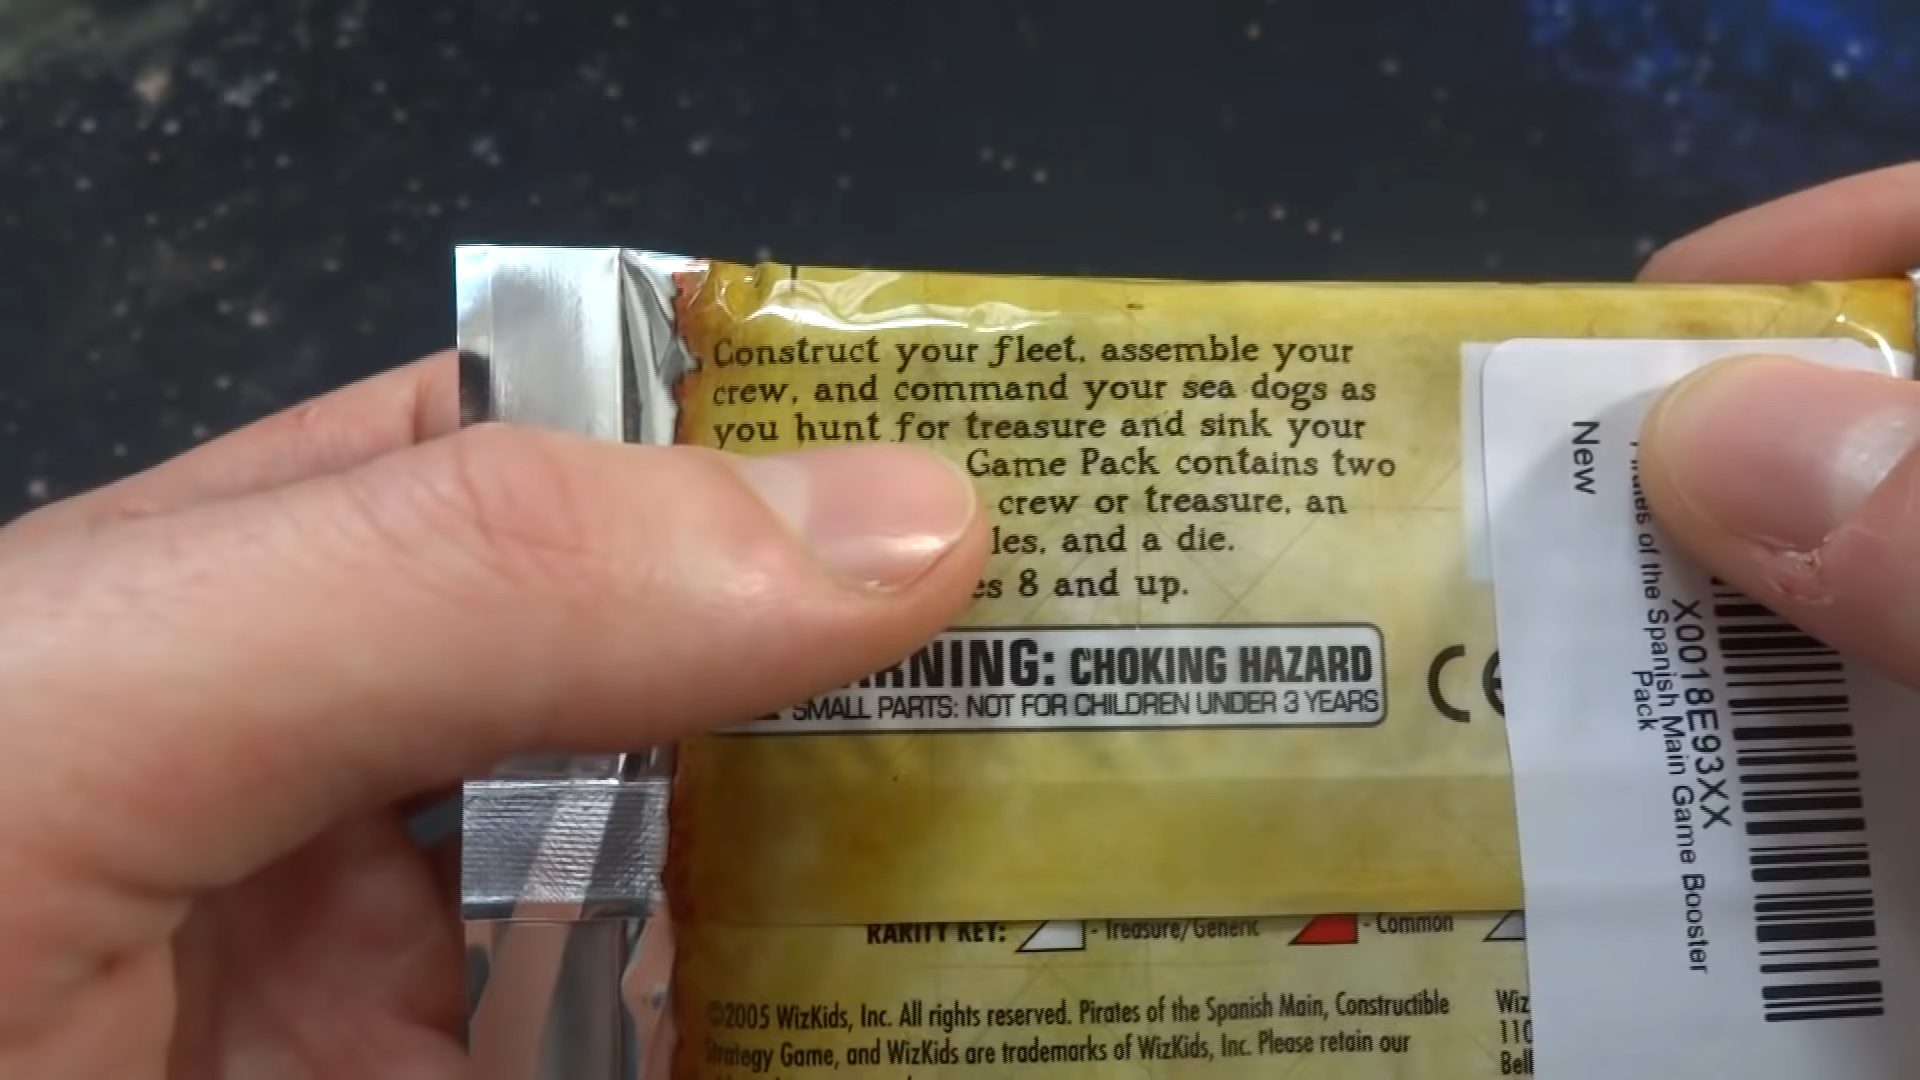 Construct your fleet, assemble your
crew, and command your sea dogs as
you hunt for treasure and sink your
Game Pack contains two
crew or treasure, an
and a die.
8 and up.
CHOKING HAZARD
SMALL PARTS: NOT FOR CHILDREN UNDER 3 YEARS
CE
RARITY KEY: - Treasure/Generic - Common
©2005 WizKids, Inc. All rights reserved. Pirates of the Spanish Main, Constructible
Strategy Game, and WizKids are trademarks of WizKids, Inc. Please retain our
X0018E93XX
of the Spanish Main Game Booster
Pack
New